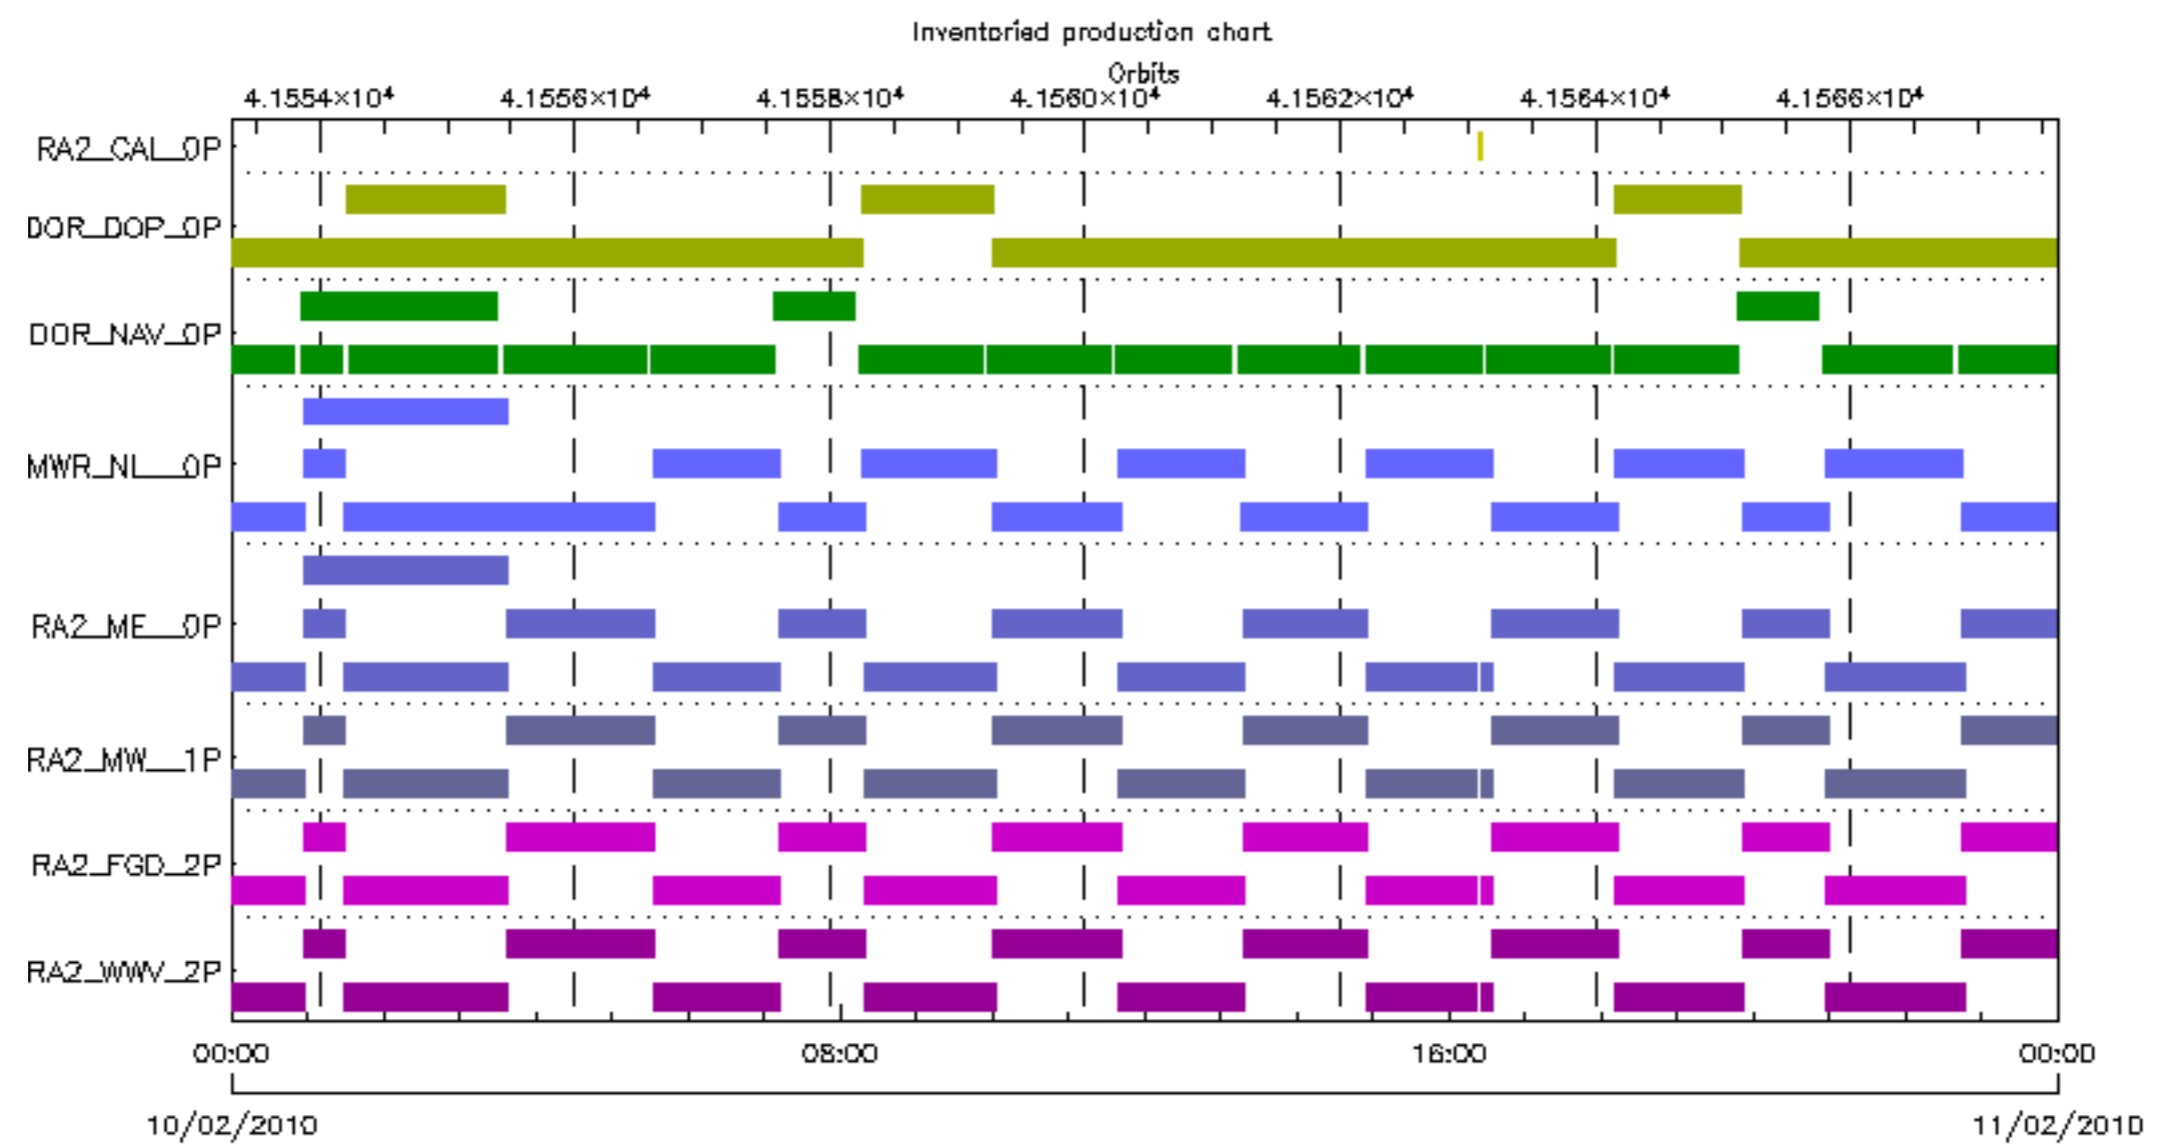 Inventoried production chart
Orbits
4.1554×10⁴ 4.1556×10⁴ 4.1558×10⁴ 4.1560×10⁴ 4.1562×10⁴ 4.1564×10⁴ 4.1566×10⁴
RA2_CAL_0P
DOR_DOP_0P
DOR_NAV_0P
MWR_NL__0P
RA2_ME__0P
RA2_MW__1P
RA2_FGD_2P
RA2_WWV_2P
00:00 08:00 16:00 00:00
10/02/2010 11/02/2010